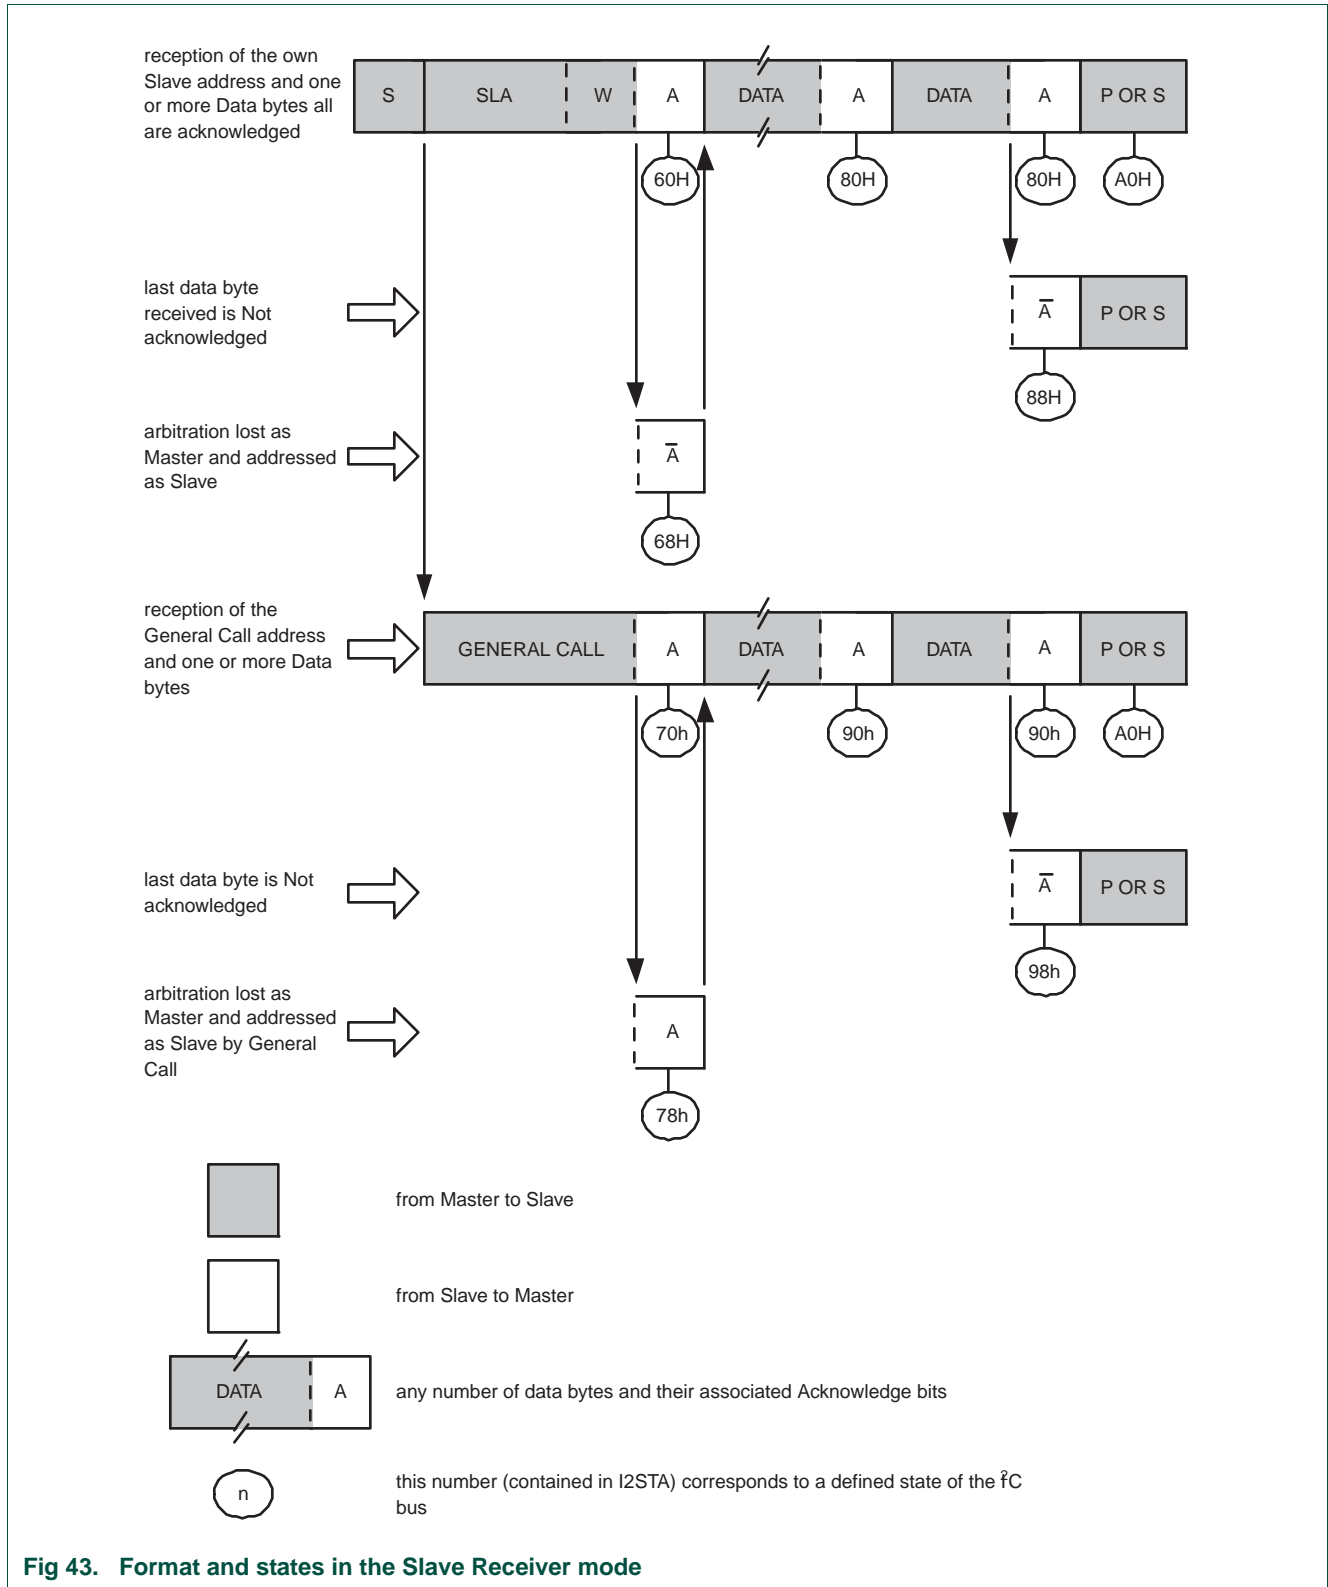 reception of the own
Slave address and one
or more Data bytes all
are acknowledged
S SLA W A DATA A DATA A P OR S
60H 80H 80H A0H
last data byte
received is Not
acknowledged
A̅ P OR S
88H
arbitration lost as
Master and addressed
as Slave
A̅
68H
reception of the
General Call address
and one or more Data
bytes
GENERAL CALL A DATA A DATA A P OR S
70h 90h 90h A0H
last data byte is Not
acknowledged
A̅ P OR S
98h
arbitration lost as
Master and addressed
as Slave by General
Call
A
78h
from Master to Slave
from Slave to Master
DATA A
any number of data bytes and their associated Acknowledge bits
n
this number (contained in I2STA) corresponds to a defined state of the I²C
bus
Fig 43. Format and states in the Slave Receiver mode